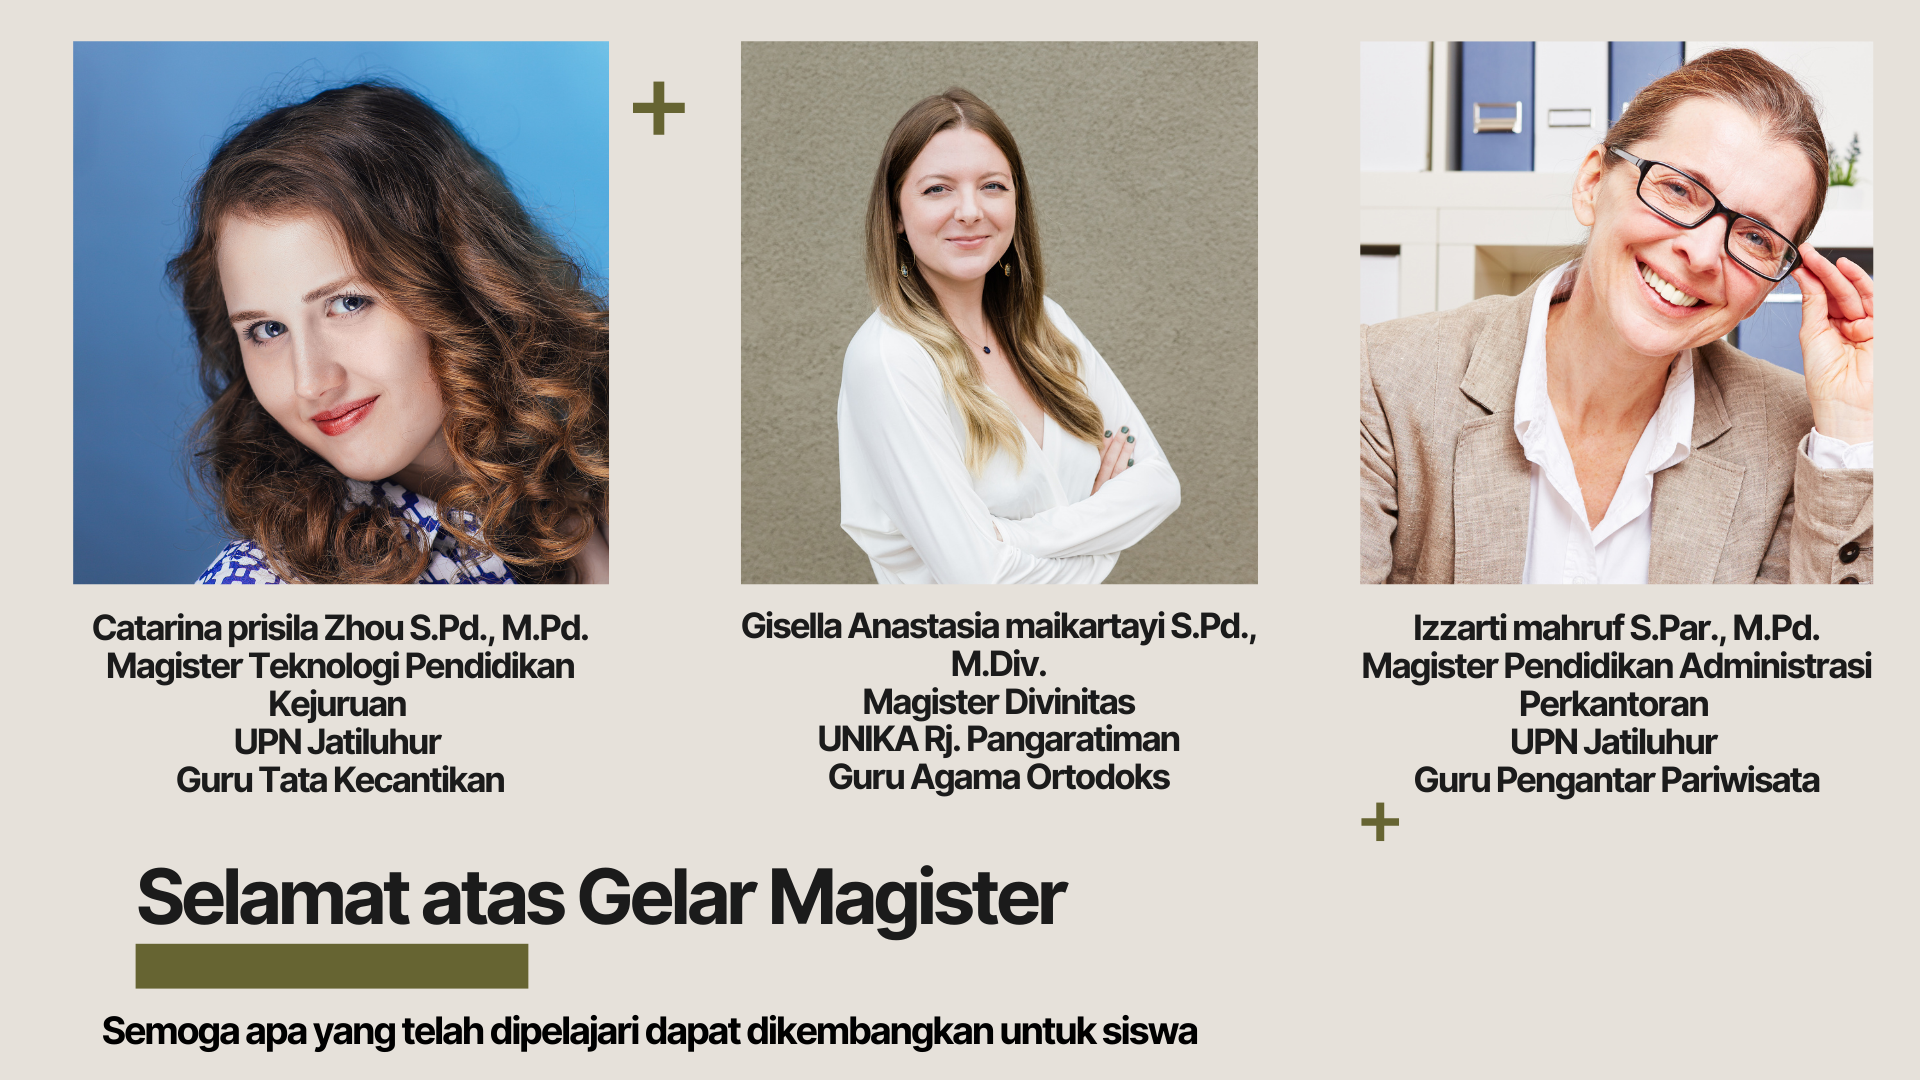 Catarina prisila Zhou S.Pd., M.Pd.
Magister Teknologi Pendidikan
Kejuruan
UPN Jatiluhur
Guru Tata Kecantikan
Gisella Anastasia maikartayi S.Pd.,
M.Div.
Magister Divinitas
UNIKA Rj. Pangaratiman
Guru Agama Ortodoks
Izzarti mahruf S.Par., M.Pd.
Magister Pendidikan Administrasi
Perkantoran
UPN Jatiluhur
Guru Pengantar Pariwisata
Selamat atas Gelar Magister
Semoga apa yang telah dipelajari dapat dikembangkan untuk siswa